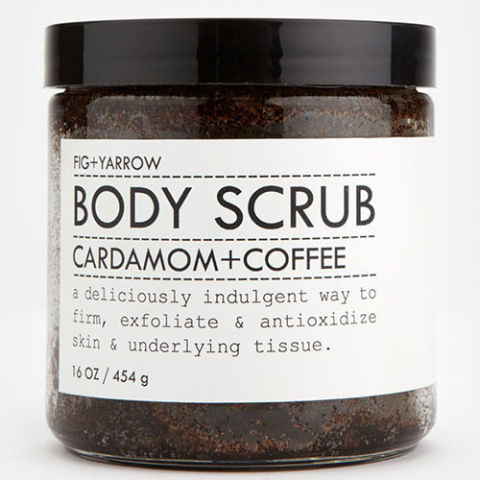 FIG+YARROW
BODY SCRUB
CARDAMOM+COFFEE
a deliciously indulgent way to
firm, exfoliate & antioxidize
skin & underlying tissue.
16 OZ / 454 g